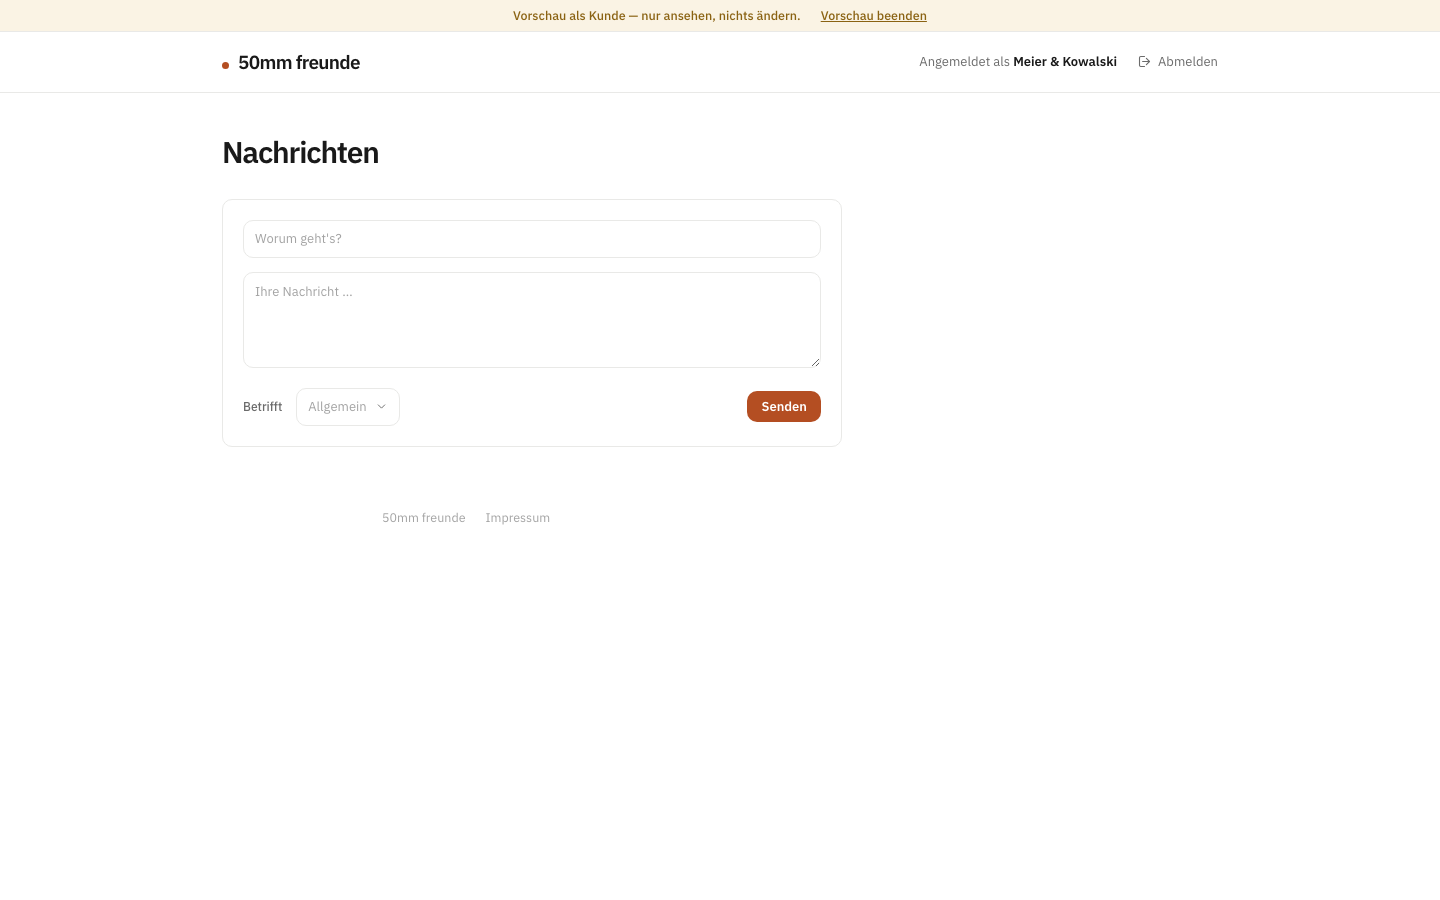 Vorschau als Kunde — nur ansehen, nichts ändern. Vorschau beenden
50mm freunde
Angemeldet als Meier & Kowalski Abmelden
Nachrichten
Worum geht's?
Ihre Nachricht ...
Betrifft Allgemein Senden
50mm freunde Impressum